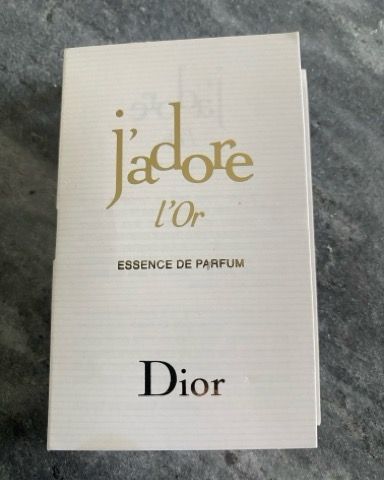 j'adore
l'Or
ESSENCE DE PARFUM
Dior